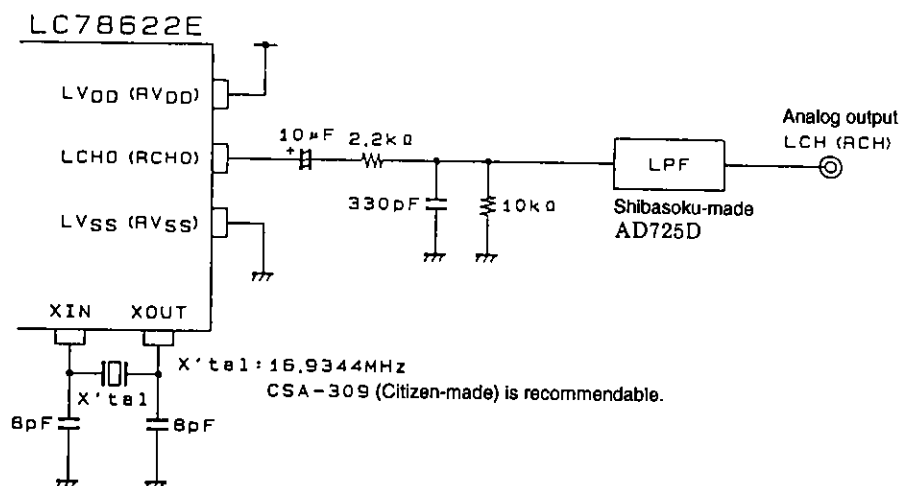 LC78622E
LVDD (RVDD)
LCHO (RCHO)
LVSS (RVSS)
XIN XOUT
10μF
+
2.2kΩ
330pF
10kΩ
LPF
Shibasoku-made
AD725D
Analog output
LCH (RCH)
X'tal
X'tal:16.9344MHz
CSA-309 (Citizen-made) is recommendable.
8pF
8pF